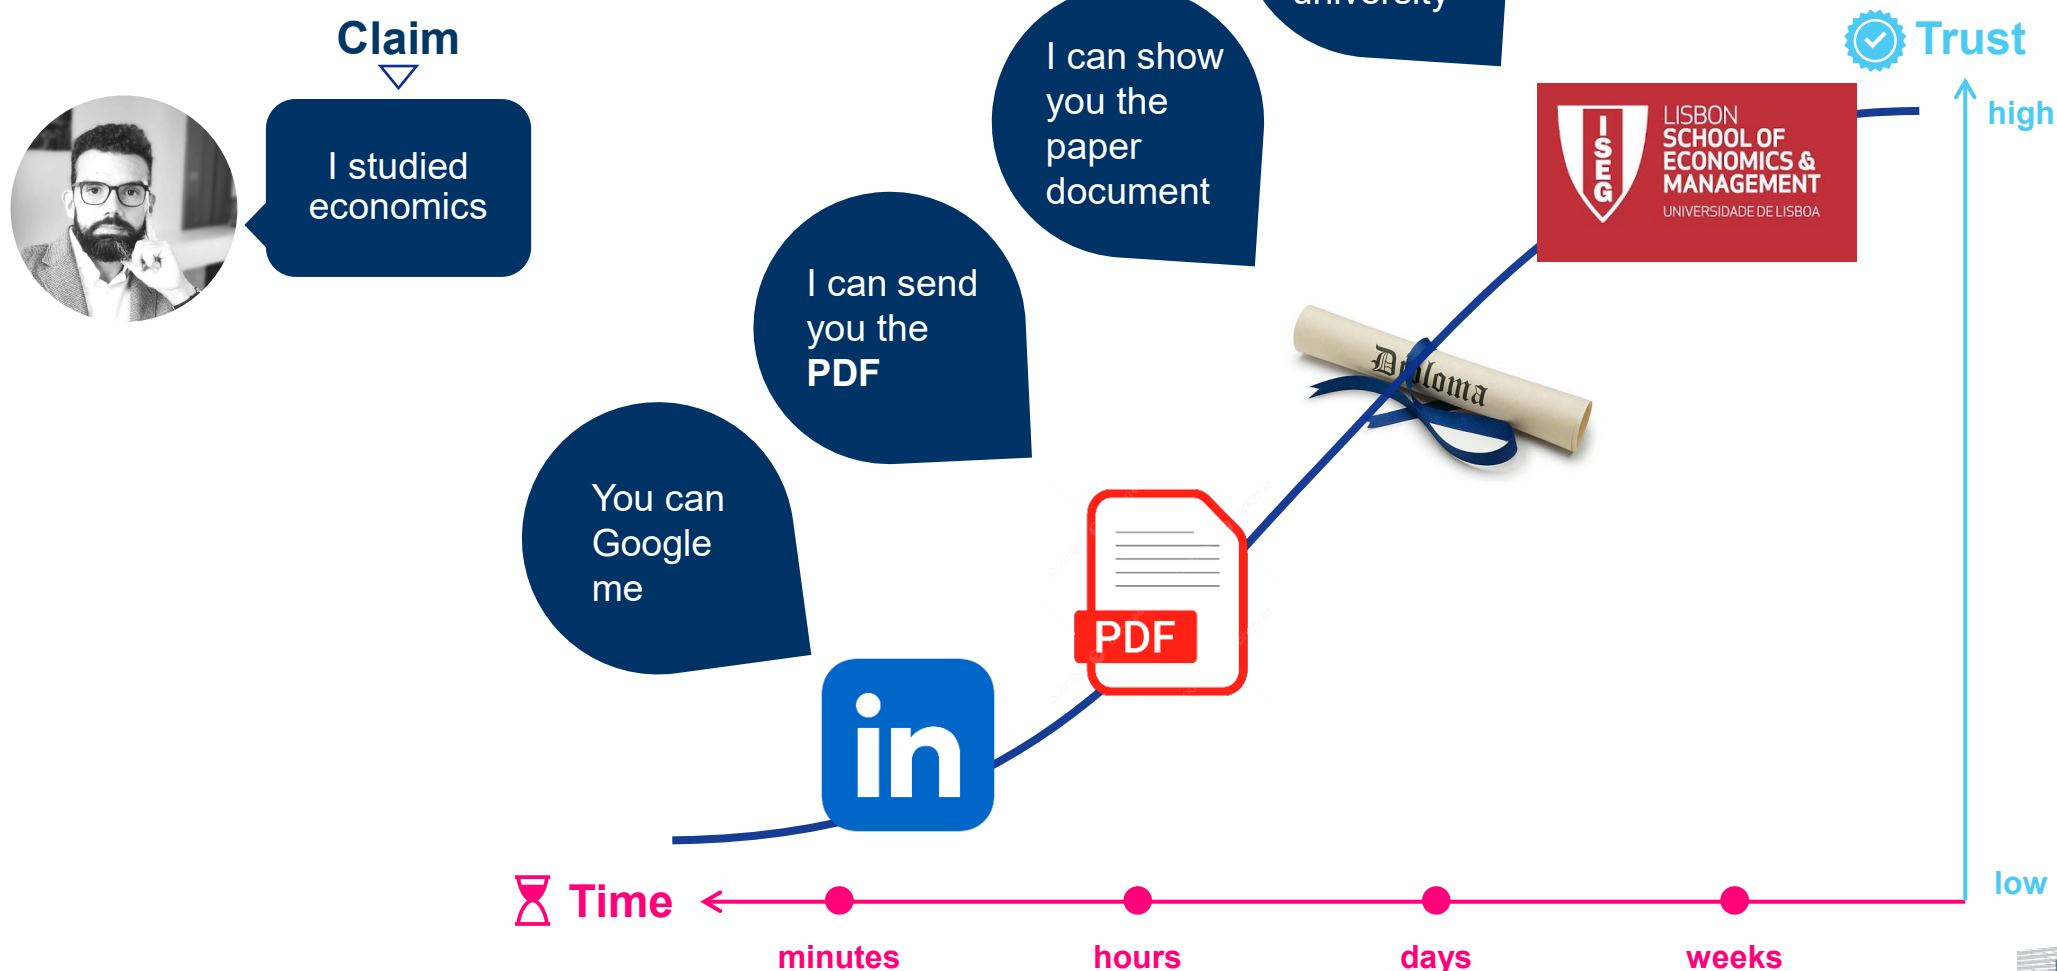 Claim
I studied
economics
university
I can show
you the
paper
document
I can send
you the
PDF
You can
Google
me
in
PDF
Diploma
ISEG
LISBON
SCHOOL OF
ECONOMICS &
MANAGEMENT
UNIVERSIDADE DE LISBOA
Trust
high
low
Time
minutes
hours
days
weeks